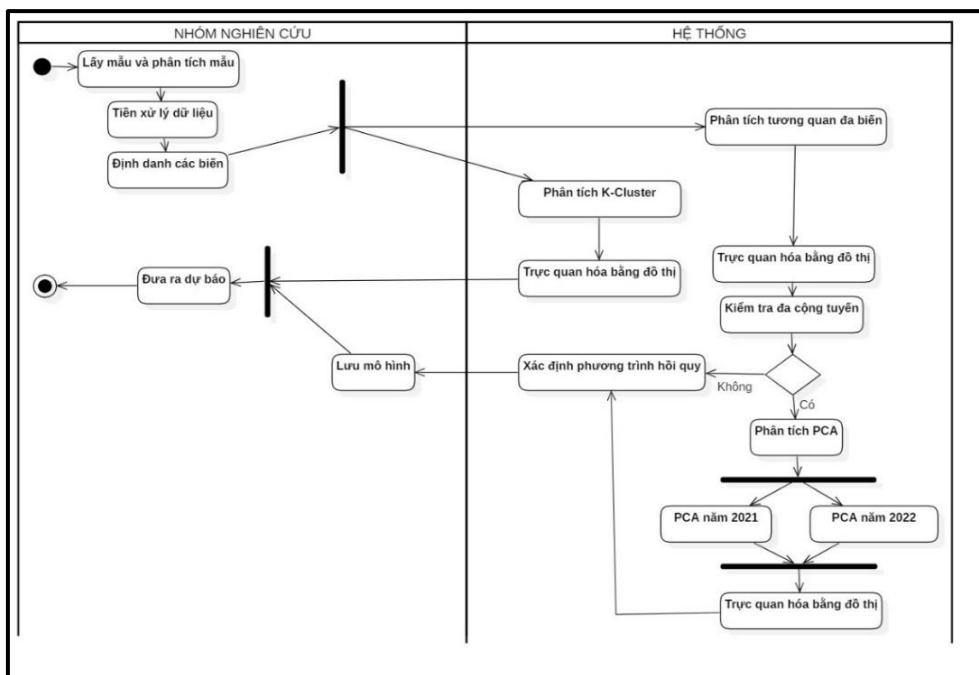 NHÓM NGHIÊN CỨU
HỆ THỐNG
Lấy mẫu và phân tích mẫu
Tiền xử lý dữ liệu
Phân tích tương quan đa biến
Định danh các biến
Phân tích K-Cluster
Trực quan hóa bằng đồ thị
Trực quan hóa bằng đồ thị
Đưa ra dự báo
Kiểm tra đa cộng tuyến
Lưu mô hình
Xác định phương trình hồi quy
Không
Có
Phân tích PCA
PCA năm 2021
PCA năm 2022
Trực quan hóa bằng đồ thị